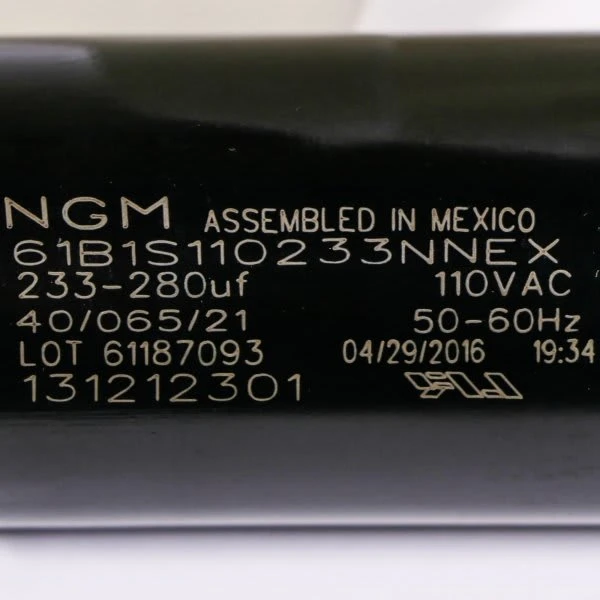 NGM ASSEMBLED IN MEXICO
61B1S110233NNEX
233-280uf 110VAC
40/065/21 50-60Hz
LOT 61187093 04/29/2016 19:34
131212301